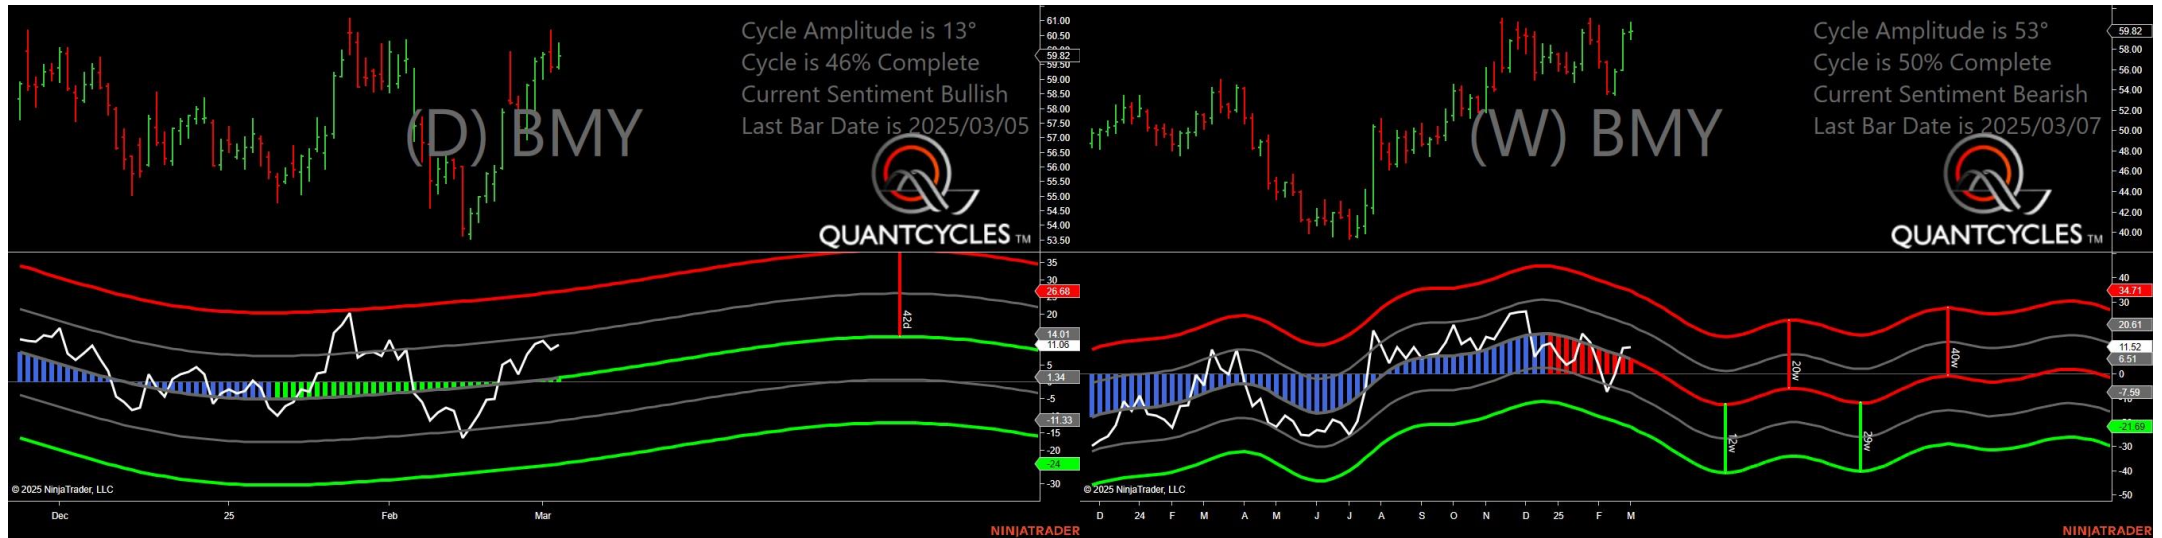 Cycle Amplitude is 13°
Cycle is 46% Complete
Current Sentiment Bullish
Last Bar Date is 2025/03/05
(D) BMY
QUANTCYCLES TM
61.00
60.50
59.82
59.50
59.00
58.50
58.00
57.50
57.00
56.50
56.00
55.50
55.00
54.50
54.00
53.50
35
30
26.68
20
14.01
11.06
5
1.34
-5
-11.33
-15
-20
-24
-30
42d
© 2025 NinjaTrader, LLC
Dec
25
Feb
Mar
NINJATRADER
Cycle Amplitude is 53°
Cycle is 50% Complete
Current Sentiment Bearish
Last Bar Date is 2025/03/07
(W) BMY
QUANTCYCLES TM
59.82
58.00
56.00
54.00
52.00
50.00
48.00
46.00
44.00
42.00
40.00
40
34.71
30
20.61
11.52
6.51
0
-7.59
-21.69
-30
-40
-50
12w
20w
29w
40w
© 2025 NinjaTrader, LLC
D 24 F M A M J J A S O N D 25 F M
NINJATRADER